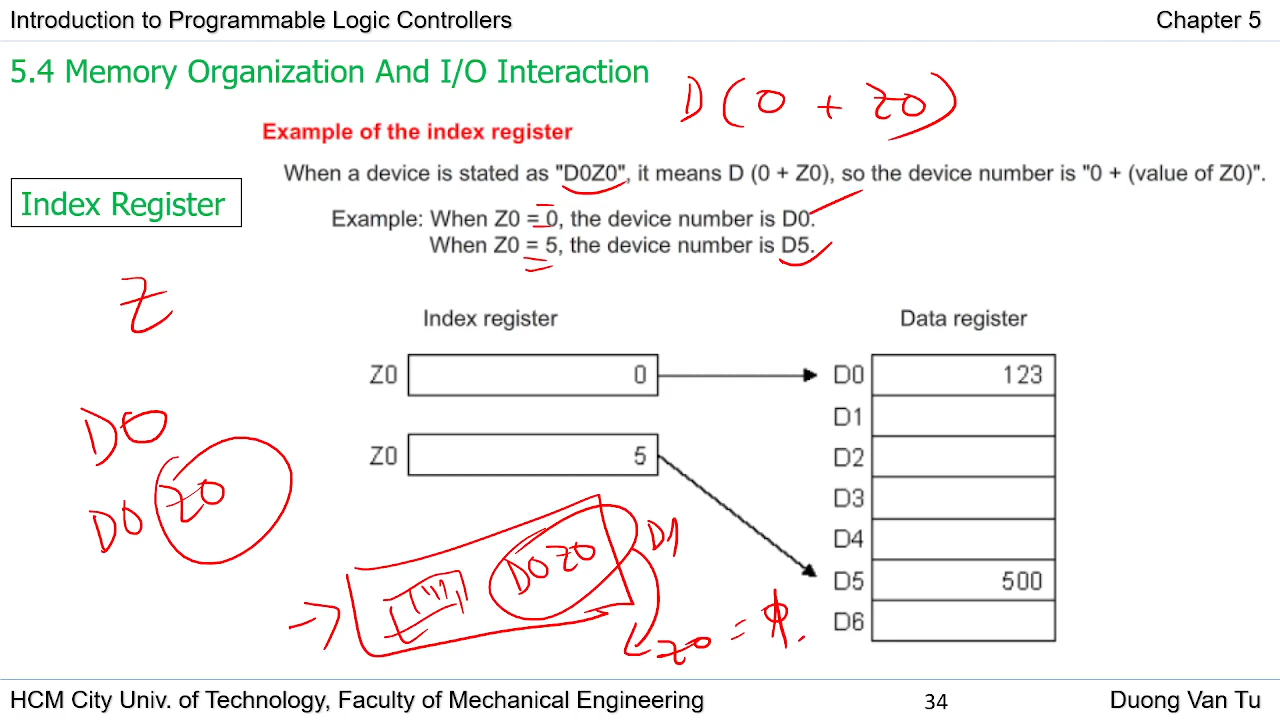 Introduction to Programmable Logic Controllers Chapter 5
5.4 Memory Organization And I/O Interaction
D (0 + Z0)
Example of the index register
When a device is stated as "D0Z0", it means D (0 + Z0), so the device number is "0 + (value of Z0)".
Index Register
Example: When Z0 = 0, the device number is D0.
When Z0 = 5, the device number is D5.
Z
Index register Data register
Z0 0 D0 123
D1
D0
Z0 5 D2
D3
D0 Z0
D4
D0Z0 D1
D5 500
D6
Z0 =
HCM City Univ. of Technology, Faculty of Mechanical Engineering 34 Duong Van Tu